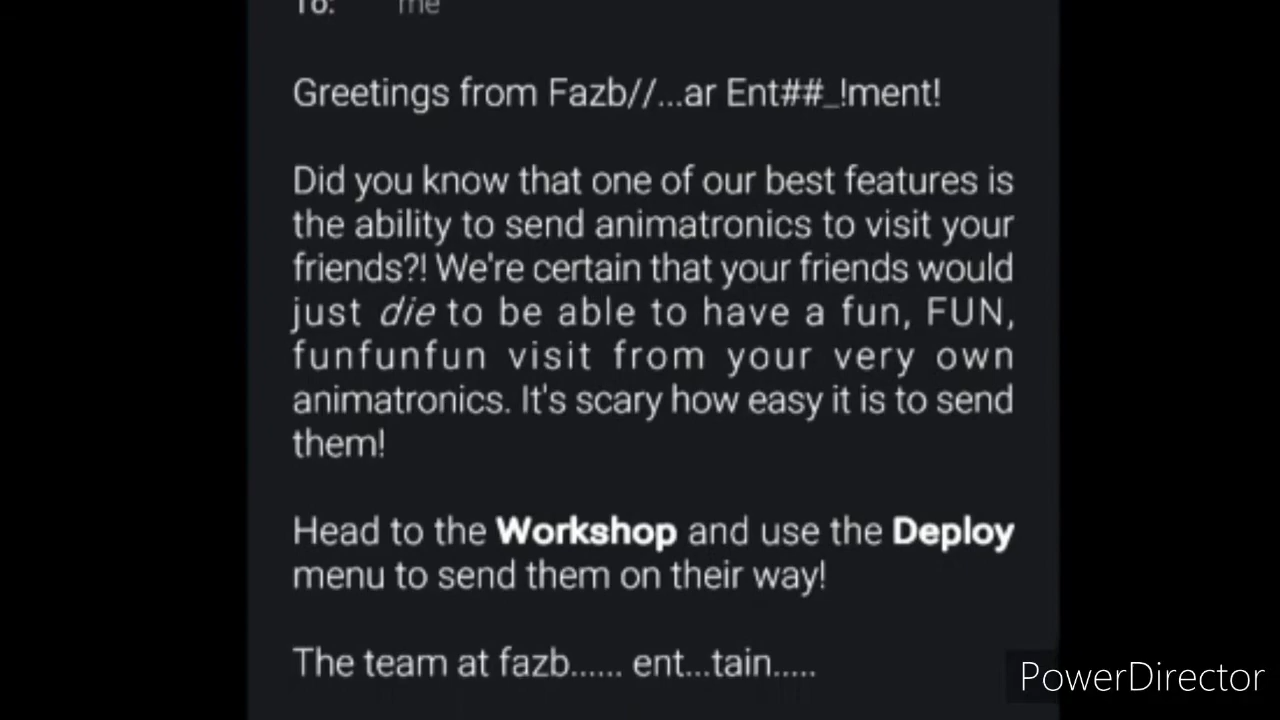 To: me
Greetings from Fazb//...ar Ent##_!ment!
Did you know that one of our best features is
the ability to send animatronics to visit your
friends?! We're certain that your friends would
just die to be able to have a fun, FUN,
funfunfun visit from your very own
animatronics. It's scary how easy it is to send
them!
Head to the Workshop and use the Deploy
menu to send them on their way!
The team at fazb...... ent...tain.....
PowerDirector